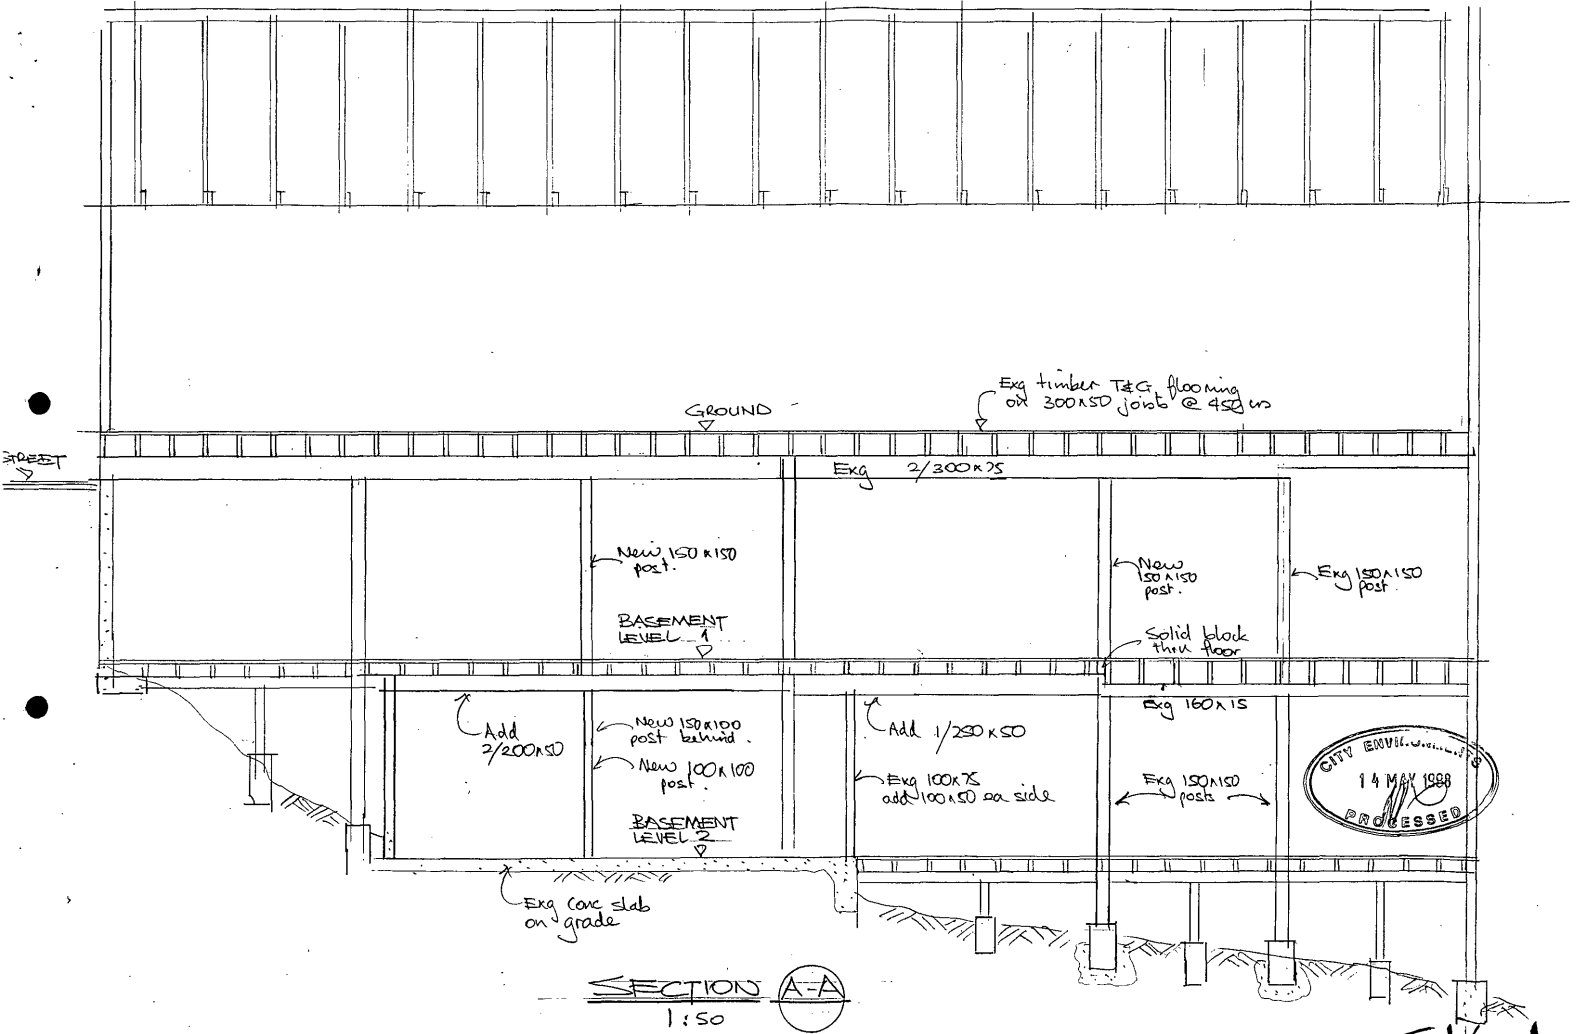 Exg timber T&G flooring
on 300x50 joists @ 450 crs
GROUND
STREET
Exg 2/300x75
New 150x150
post.
New
150x150
post.
Exg 150x150
post.
BASEMENT
LEVEL 1
Solid block
thru floor
Exg 160x15
Add
2/200x50
New 150x100
post behind.
New 100x100
post.
Add 1/250x50
Exg 100x75
add 100x50 ea side
Exg 150x150
posts
CITY
14 MAY 1998
PROCESSED
BASEMENT
LEVEL 2
Exg conc slab
on grade
SECTION A-A
1:50